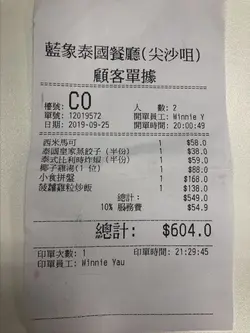 藍象泰國餐廳(尖沙咀)
顧客單據
檯號: CO 人 數: 2
單號: 12019572 開單員工: Winnie Y
日期: 2019-09-25 開單時間: 20:00:49
西米馬可 1 $58.0
泰國皇家蒸餃子(半份) 1 $38.0
泰式比利時炸蝦(半份) 1 $59.0
椰子雞湯(1 位) 1 $88.0
小食拼盤 1 $168.0
菠蘿雞粒炒飯 1 $138.0
總計: $549.0
10% 服務費 $54.9
總計: $604.0
印單次數: 1 印單時間: 21:29:45
印單員工: Winnie Yau